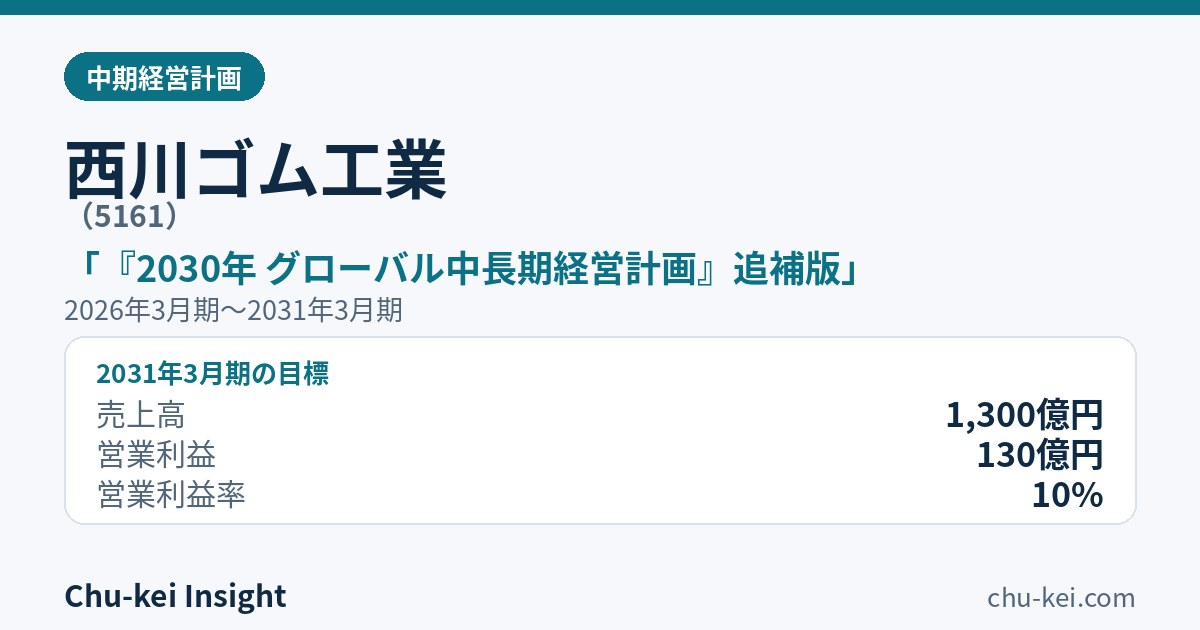 中期経営計画
西川ゴム工業
（5161）
「『2030年 グローバル中長期経営計画』追補版」
2026年3月期～2031年3月期
2031年3月期の目標
売上高 1,300億円
営業利益 130億円
営業利益率 10%
Chu-kei Insight chu-kei.com